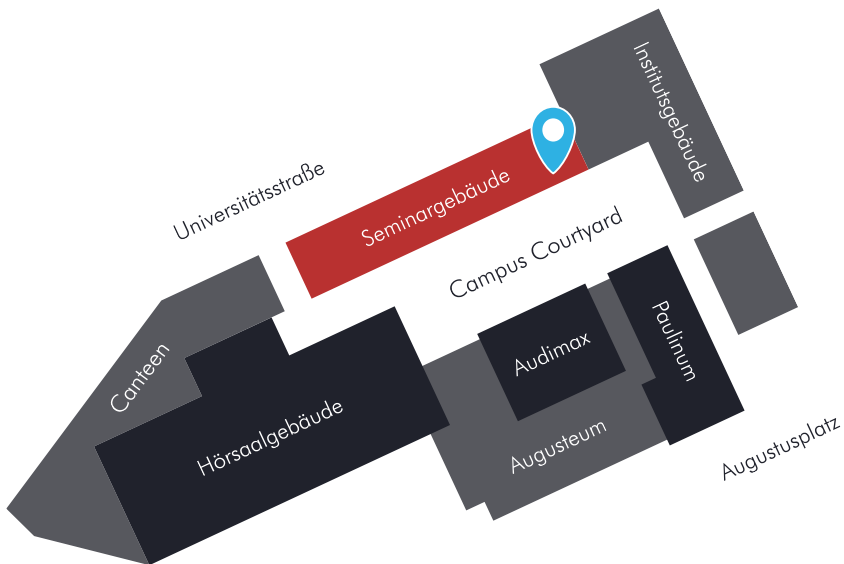 Institutsgebäude
Universitätsstraße
Seminargebäude
Campus Courtyard
Canteen
Hörsaalgebäude
Audimax
Paulinum
Augusteum
Augustusplatz